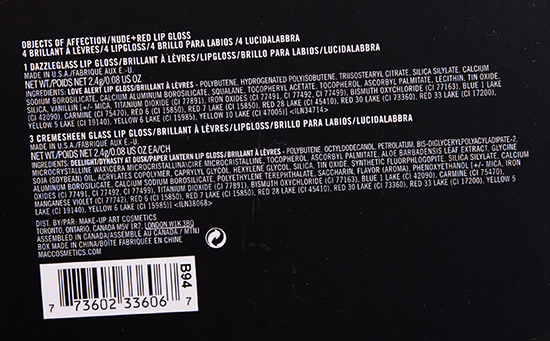 OBJECTS OF AFFECTION/NUDE+RED LIP GLOSS
4 BRILLANT À LÈVRES/4 LIPGLOSS/4 BRILLO PARA LABIOS /4 LUCIDALABBRA
1 DAZZLEGLASS LIP GLOSS/BRILLANT À LÈVRES/LIPGLOSS/BRILLO PARA LABIOS/LUCIDALABBRA
MADE IN U.S.A./FABRIQUE AUX É.-U.
NET WT./POIDS NET 2.4g/0.08 US OZ
INGREDIENTS: LOVE ALERT LIP GLOSS/BRILLANT À LÈVRES - POLYBUTENE, HYDROGENATED POLYISOBUTENE, TRIISOSTEARYL CITRATE, SILICA SILYLATE, CALCIUM
SODIUM BOROSILICATE, CALCIUM ALUMINUM BOROSILICATE, SQUALANE, TOCOPHERYL ACETATE, TOCOPHEROL, ASCORBYL PALMITATE, LECITHIN, TIN OXIDE,
SILICA, VANILLIN [+/- MICA, TITANIUM DIOXIDE (CI 77891), IRON OXIDES (CI 77491, CI 77492, CI 77499), BISMUTH OXYCHLORIDE (CI 77163), BLUE 1 LAKE
(CI 42090), CARMINE (CI 75470), RED 6 (CI 15850), RED 7 LAKE (CI 15850), RED 28 LAKE (CI 45410), RED 30 LAKE (CI 73360), RED 33 LAKE (CI 17200),
YELLOW 5 LAKE (CI 19140), YELLOW 6 LAKE (CI 15985), YELLOW 10 LAKE (CI 47005)] <ILN34714>
3 CREMESHEEN GLASS LIP GLOSS/BRILLANT À LÈVRES/LIPGLOSS/BRILLO PARA LABIOS/LUCIDALABBRA
MADE IN U.S.A./FABRIQUÉ AUX É.-U.
NET WT./POIDS NET 2.4g/0.08 US OZ EA/CH
INGREDIENTS: DELIGHT/DYNASTY AT DUSK/PAPER LANTERN LIP GLOSS/BRILLANT À LÈVRES - POLYBUTENE, OCTYLDODECANOL, PETROLATUM, BIS-DIGLYCERYL POLYACYLADIPATE-2,
MICROCRYSTALLINE WAX/CERA MICROCRISTALLINA/CIRE MICROCRISTALLINE, TOCOPHEROL, ASCORBYL PALMITATE, ALOE BARBADENSIS LEAF EXTRACT, GLYCINE
SOJA (SOYBEAN) OIL, ACRYLATES COPOLYMER, CAPRYLYL GLYCOL, HEXYLENE GLYCOL, TIN OXIDE, SYNTHETIC FLUORPHLOGOPITE, SILICA SILYLATE, CALCIUM
ALUMINUM BOROSILICATE, CALCIUM SODIUM BOROSILICATE, POLYETHYLENE TEREPHTHALATE, SACCHARIN, FLAVOR (AROMA), PHENOXYETHANOL [+/- MICA, IRON
OXIDES (CI 77491, CI 77492, CI 77499), TITANIUM DIOXIDE (CI 77891), BISMUTH OXYCHLORIDE (CI 77163), BLUE 1 LAKE (CI 42090), CARMINE (CI 75470),
MANGANESE VIOLET (CI 77742), RED 6 (CI 15850), RED 7 LAKE (CI 15850), RED 28 LAKE (CI 45410), RED 30 LAKE (CI 73360), RED 33 LAKE (CI 17200), YELLOW 5
LAKE (CI 19140), YELLOW 6 LAKE (CI 15985)] <ILN38068>
DIST. BY/PAR: MAKE-UP ART COSMETICS
TORONTO, ONTARIO, CANADA M5V 1R7, LONDON W1K 3BQ
ASSEMBLED IN CANADA/ASSEMBLÉ AU CANADA / MTNJ
BOX MADE IN CHINA/BOÎTE FABRIQUÉE EN CHINE
MACCOSMETICS.COM
B94
7 73602 33606 7